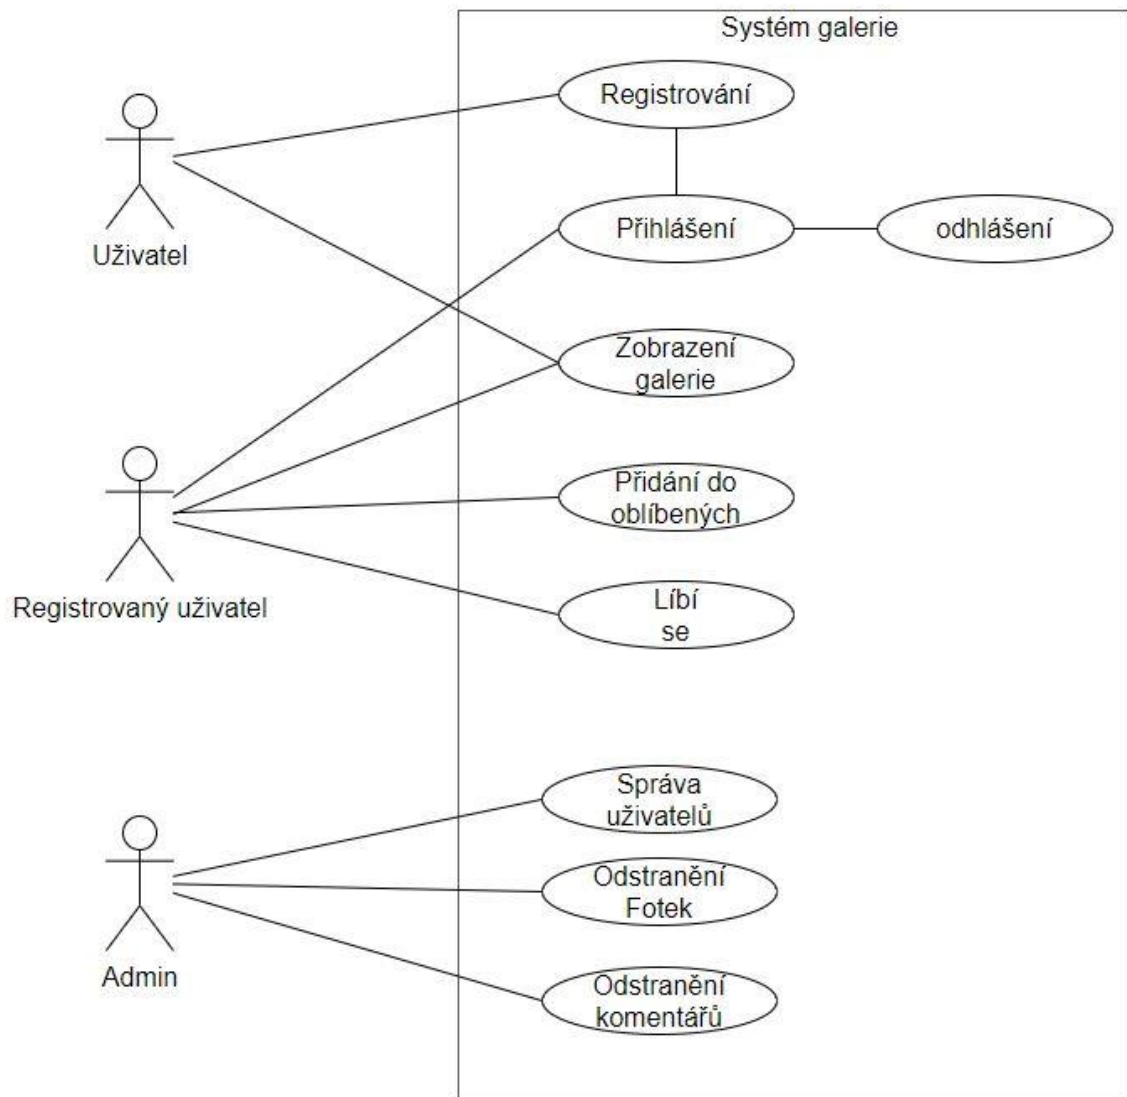 Systém galerie
Registrování
Uživatel
Přihlášení
odhlášení
Zobrazení
galerie
Registrovaný uživatel
Přidání do
oblíbených
Líbí
se
Admin
Správa
uživatelů
Odstranění
Fotek
Odstranění
komentářů